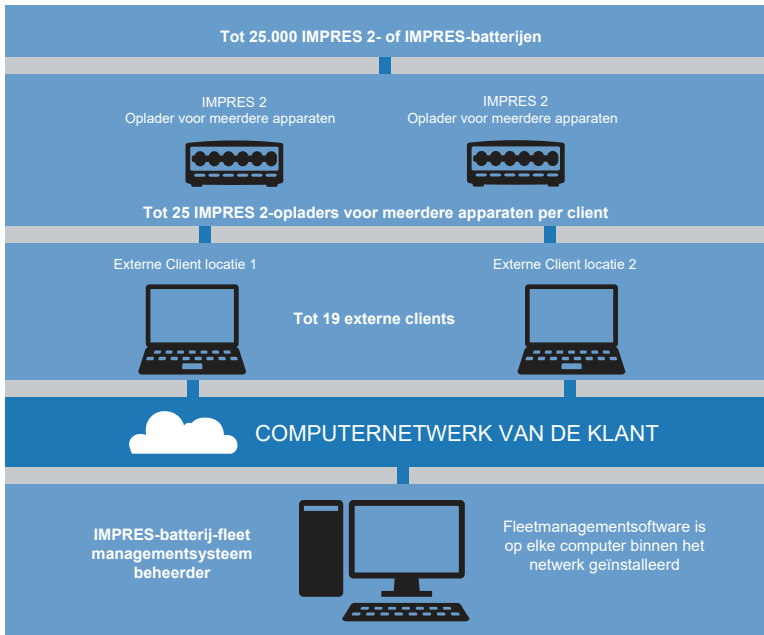 Tot 25.000 IMPRES 2- of IMPRES-batterijen
IMPRES 2
Oplader voor meerdere apparaten
IMPRES 2
Oplader voor meerdere apparaten
Tot 25 IMPRES 2-opladers voor meerdere apparaten per client
Externe Client locatie 1
Externe Client locatie 2
Tot 19 externe clients
COMPUTERNETWERK VAN DE KLANT
IMPRES-batterij-fleet
managementsysteem
beheerder
Fleetmanagementsoftware is
op elke computer binnen het
netwerk geïnstalleerd